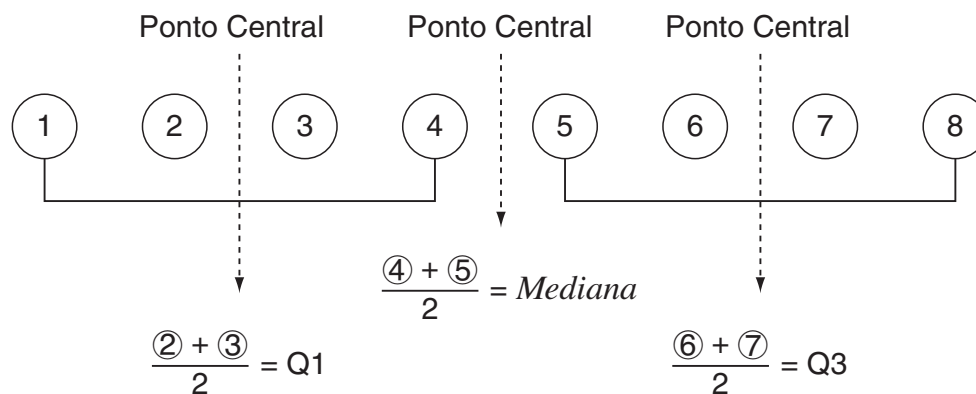 Ponto Central Ponto Central Ponto Central
1 2 3 4 5 6 7 8
④ + ⑤
2
= Mediana
② + ③
2
= Q1
⑥ + ⑦
2
= Q3